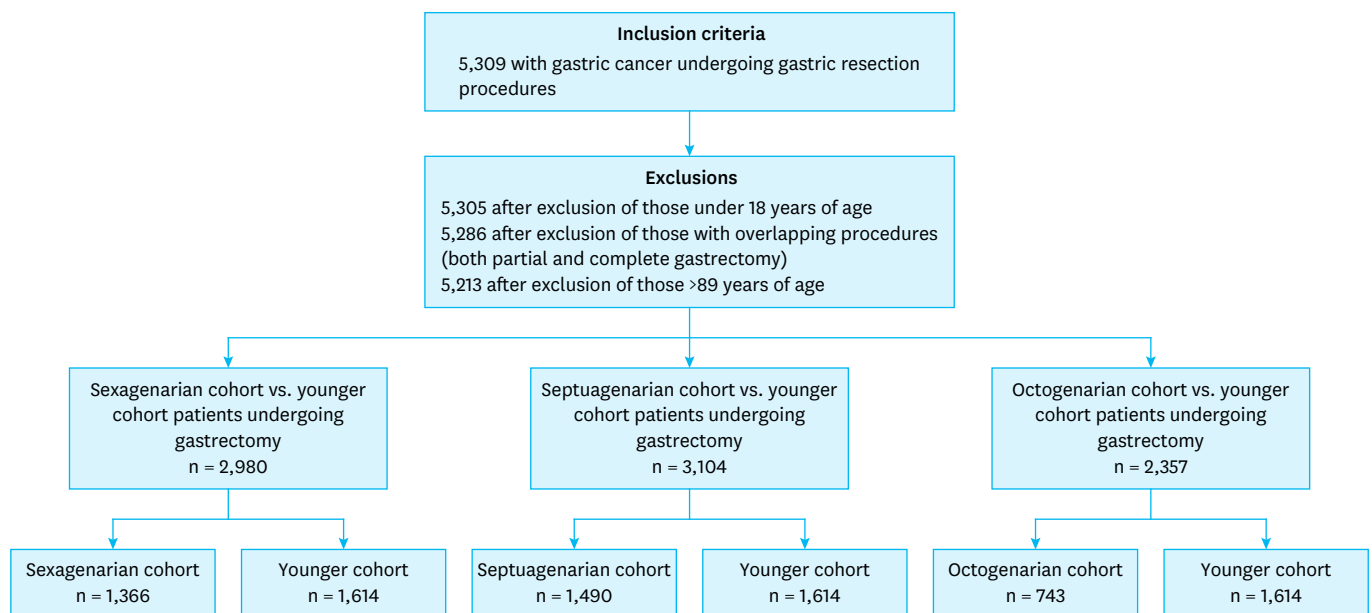 Inclusion criteria
5,309 with gastric cancer undergoing gastric resection
procedures
Exclusions
5,305 after exclusion of those under 18 years of age
5,286 after exclusion of those with overlapping procedures
(both partial and complete gastrectomy)
5,213 after exclusion of those >89 years of age
Sexagenarian cohort vs. younger
cohort patients undergoing
gastrectomy
n = 2,980
Septuagenarian cohort vs. younger
cohort patients undergoing
gastrectomy
n = 3,104
Octogenarian cohort vs. younger
cohort patients undergoing
gastrectomy
n = 2,357
Sexagenarian cohort
n = 1,366
Younger cohort
n = 1,614
Septuagenarian cohort
n = 1,490
Younger cohort
n = 1,614
Octogenarian cohort
n = 743
Younger cohort
n = 1,614